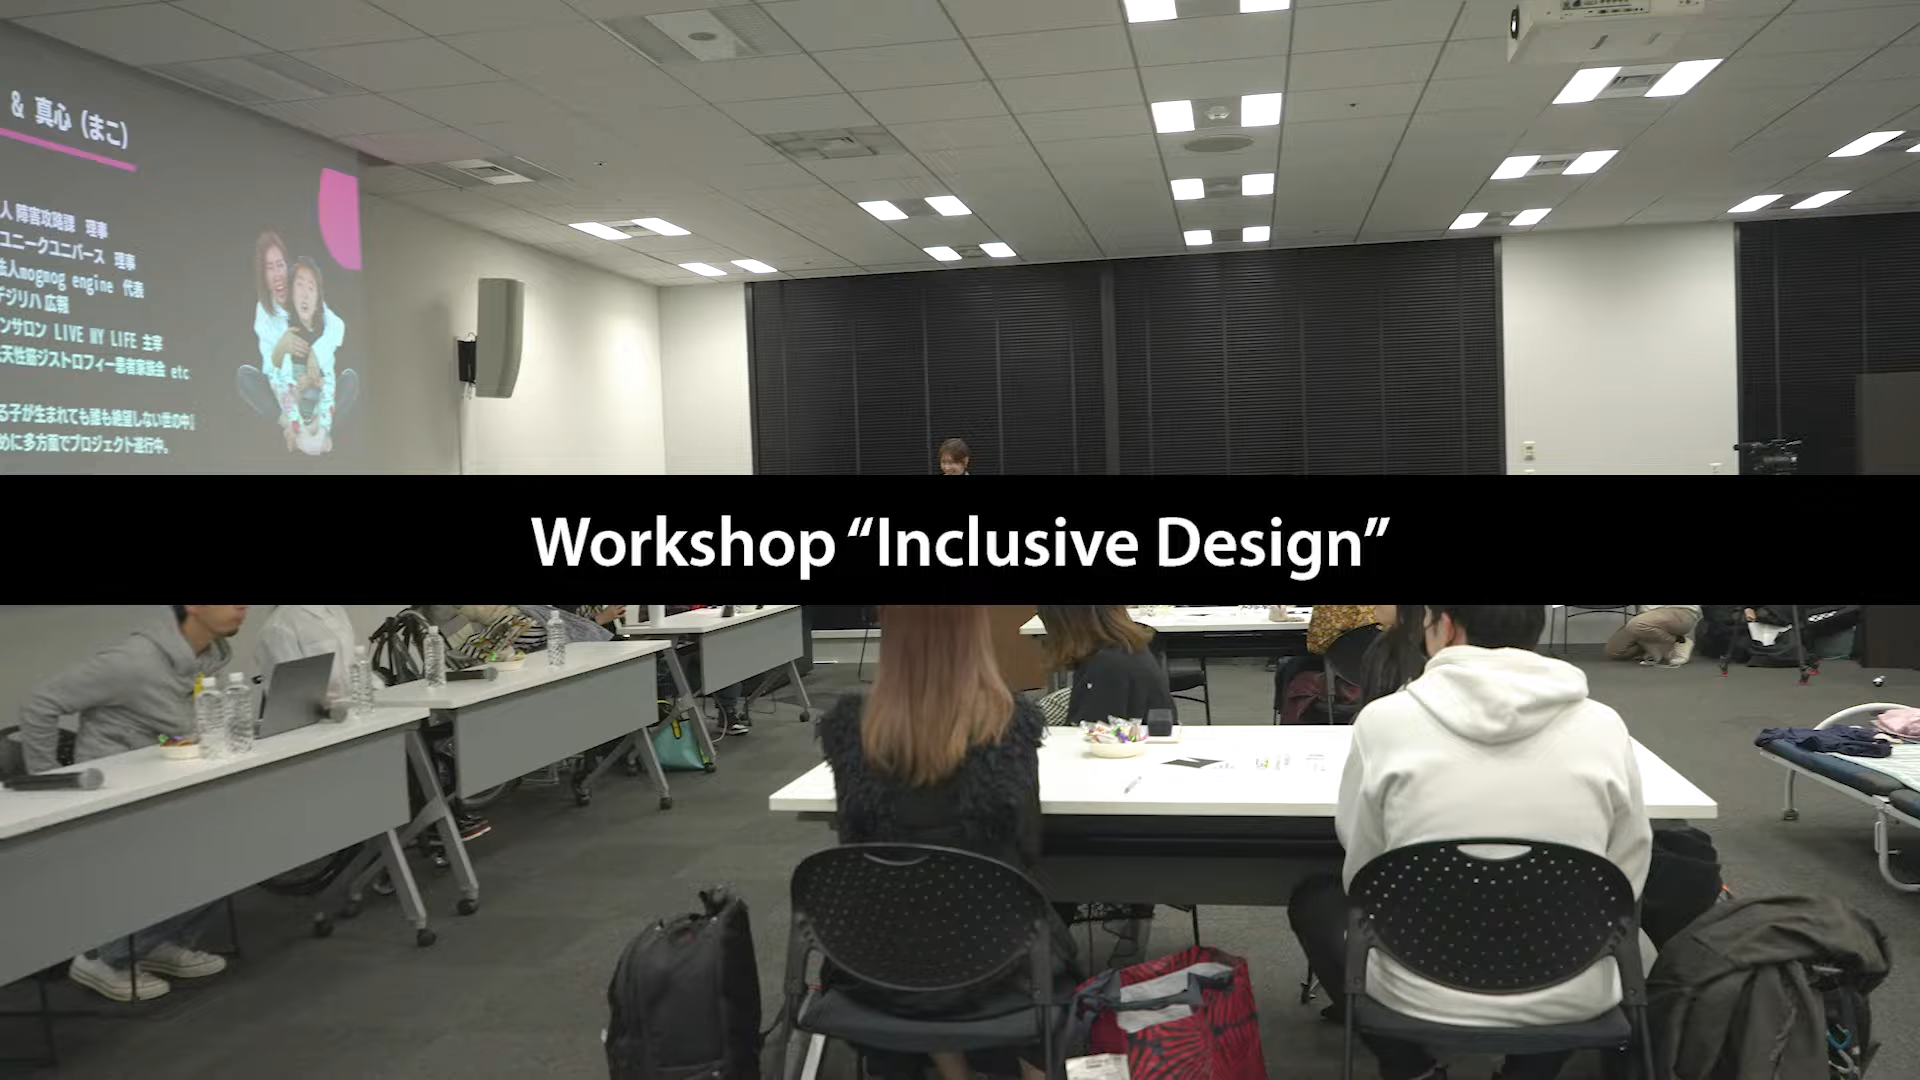 & 真心（まこ）
人 障害攻略課　理事
ユニークユニバース　理事
法人mogmog engine 代表
デジリハ 広報
ンサロン LIVE MY LIFE 主宰
天性筋ジストロフィー患者家族会 etc
る子が生まれても誰も絶望しない世の中』
めに多方面でプロジェクト進行中。
Workshop “Inclusive Design”